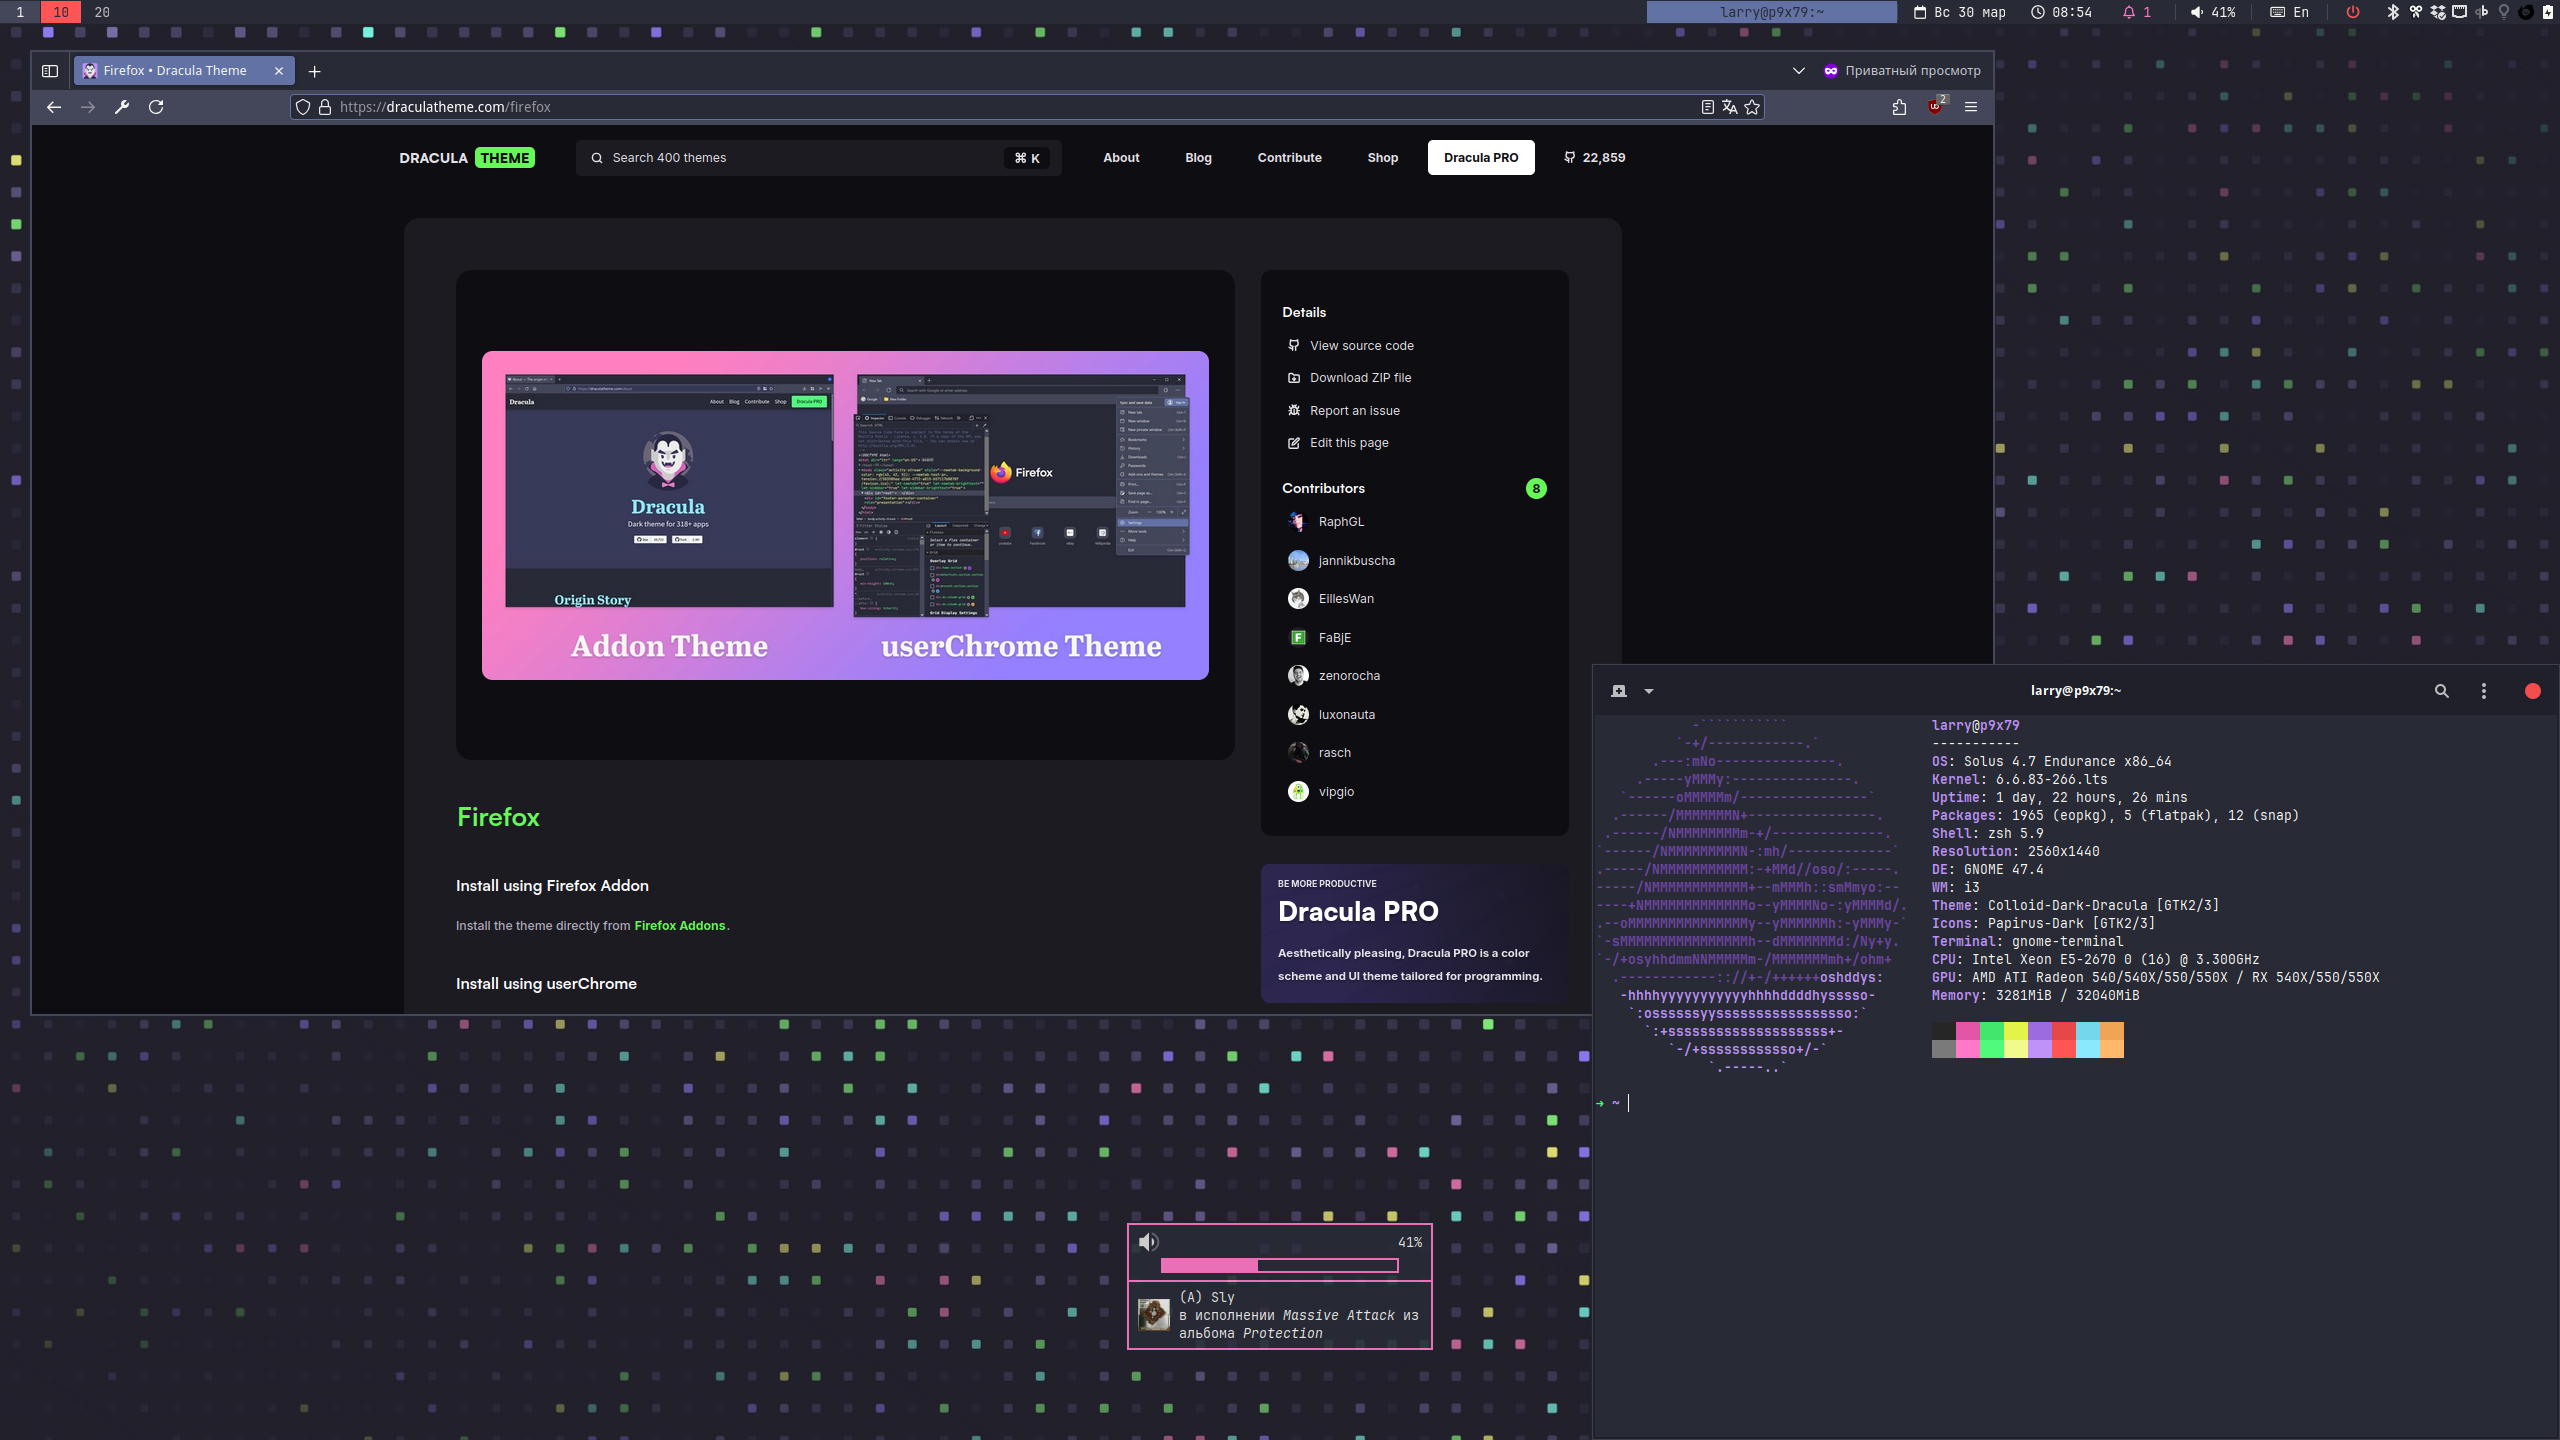 1 10 20
larry@p9x79:~
Вс 30 мар 08:54 1 41% En
Firefox • Dracula Theme
Приватный просмотр
https://draculatheme.com/firefox
2
DRACULA THEME
Search 400 themes
⌘ K
About Blog Contribute Shop Dracula PRO 22,859
Dracula
About Blog Contribute Shop Dracula PRO
Dracula
Dark theme for 318+ apps
Origin Story
Firefox
Addon Theme
userChrome Theme
Details
View source code
Download ZIP file
Report an issue
Edit this page
Contributors 8
RaphGL
jannikbuscha
EillesWan
FaBjE
zenorocha
luxonauta
rasch
vipgio
BE MORE PRODUCTIVE
Dracula PRO
Aesthetically pleasing, Dracula PRO is a color
scheme and UI theme tailored for programming.
Firefox
Install using Firefox Addon
Install the theme directly from Firefox Addons.
Install using userChrome
larry@p9x79:~
larry@p9x79
-----------
OS: Solus 4.7 Endurance x86_64
Kernel: 6.6.83-266.lts
Uptime: 1 day, 22 hours, 26 mins
Packages: 1965 (eopkg), 5 (flatpak), 12 (snap)
Shell: zsh 5.9
Resolution: 2560x1440
DE: GNOME 47.4
WM: i3
Theme: Colloid-Dark-Dracula [GTK2/3]
Icons: Papirus-Dark [GTK2/3]
Terminal: gnome-terminal
CPU: Intel Xeon E5-2670 0 (16) @ 3.300GHz
GPU: AMD ATI Radeon 540/540X/550/550X / RX 540X/550/550X
Memory: 3281MiB / 32040MiB
➜ ~
41%
(A) Sly
в исполнении Massive Attack из
альбома Protection